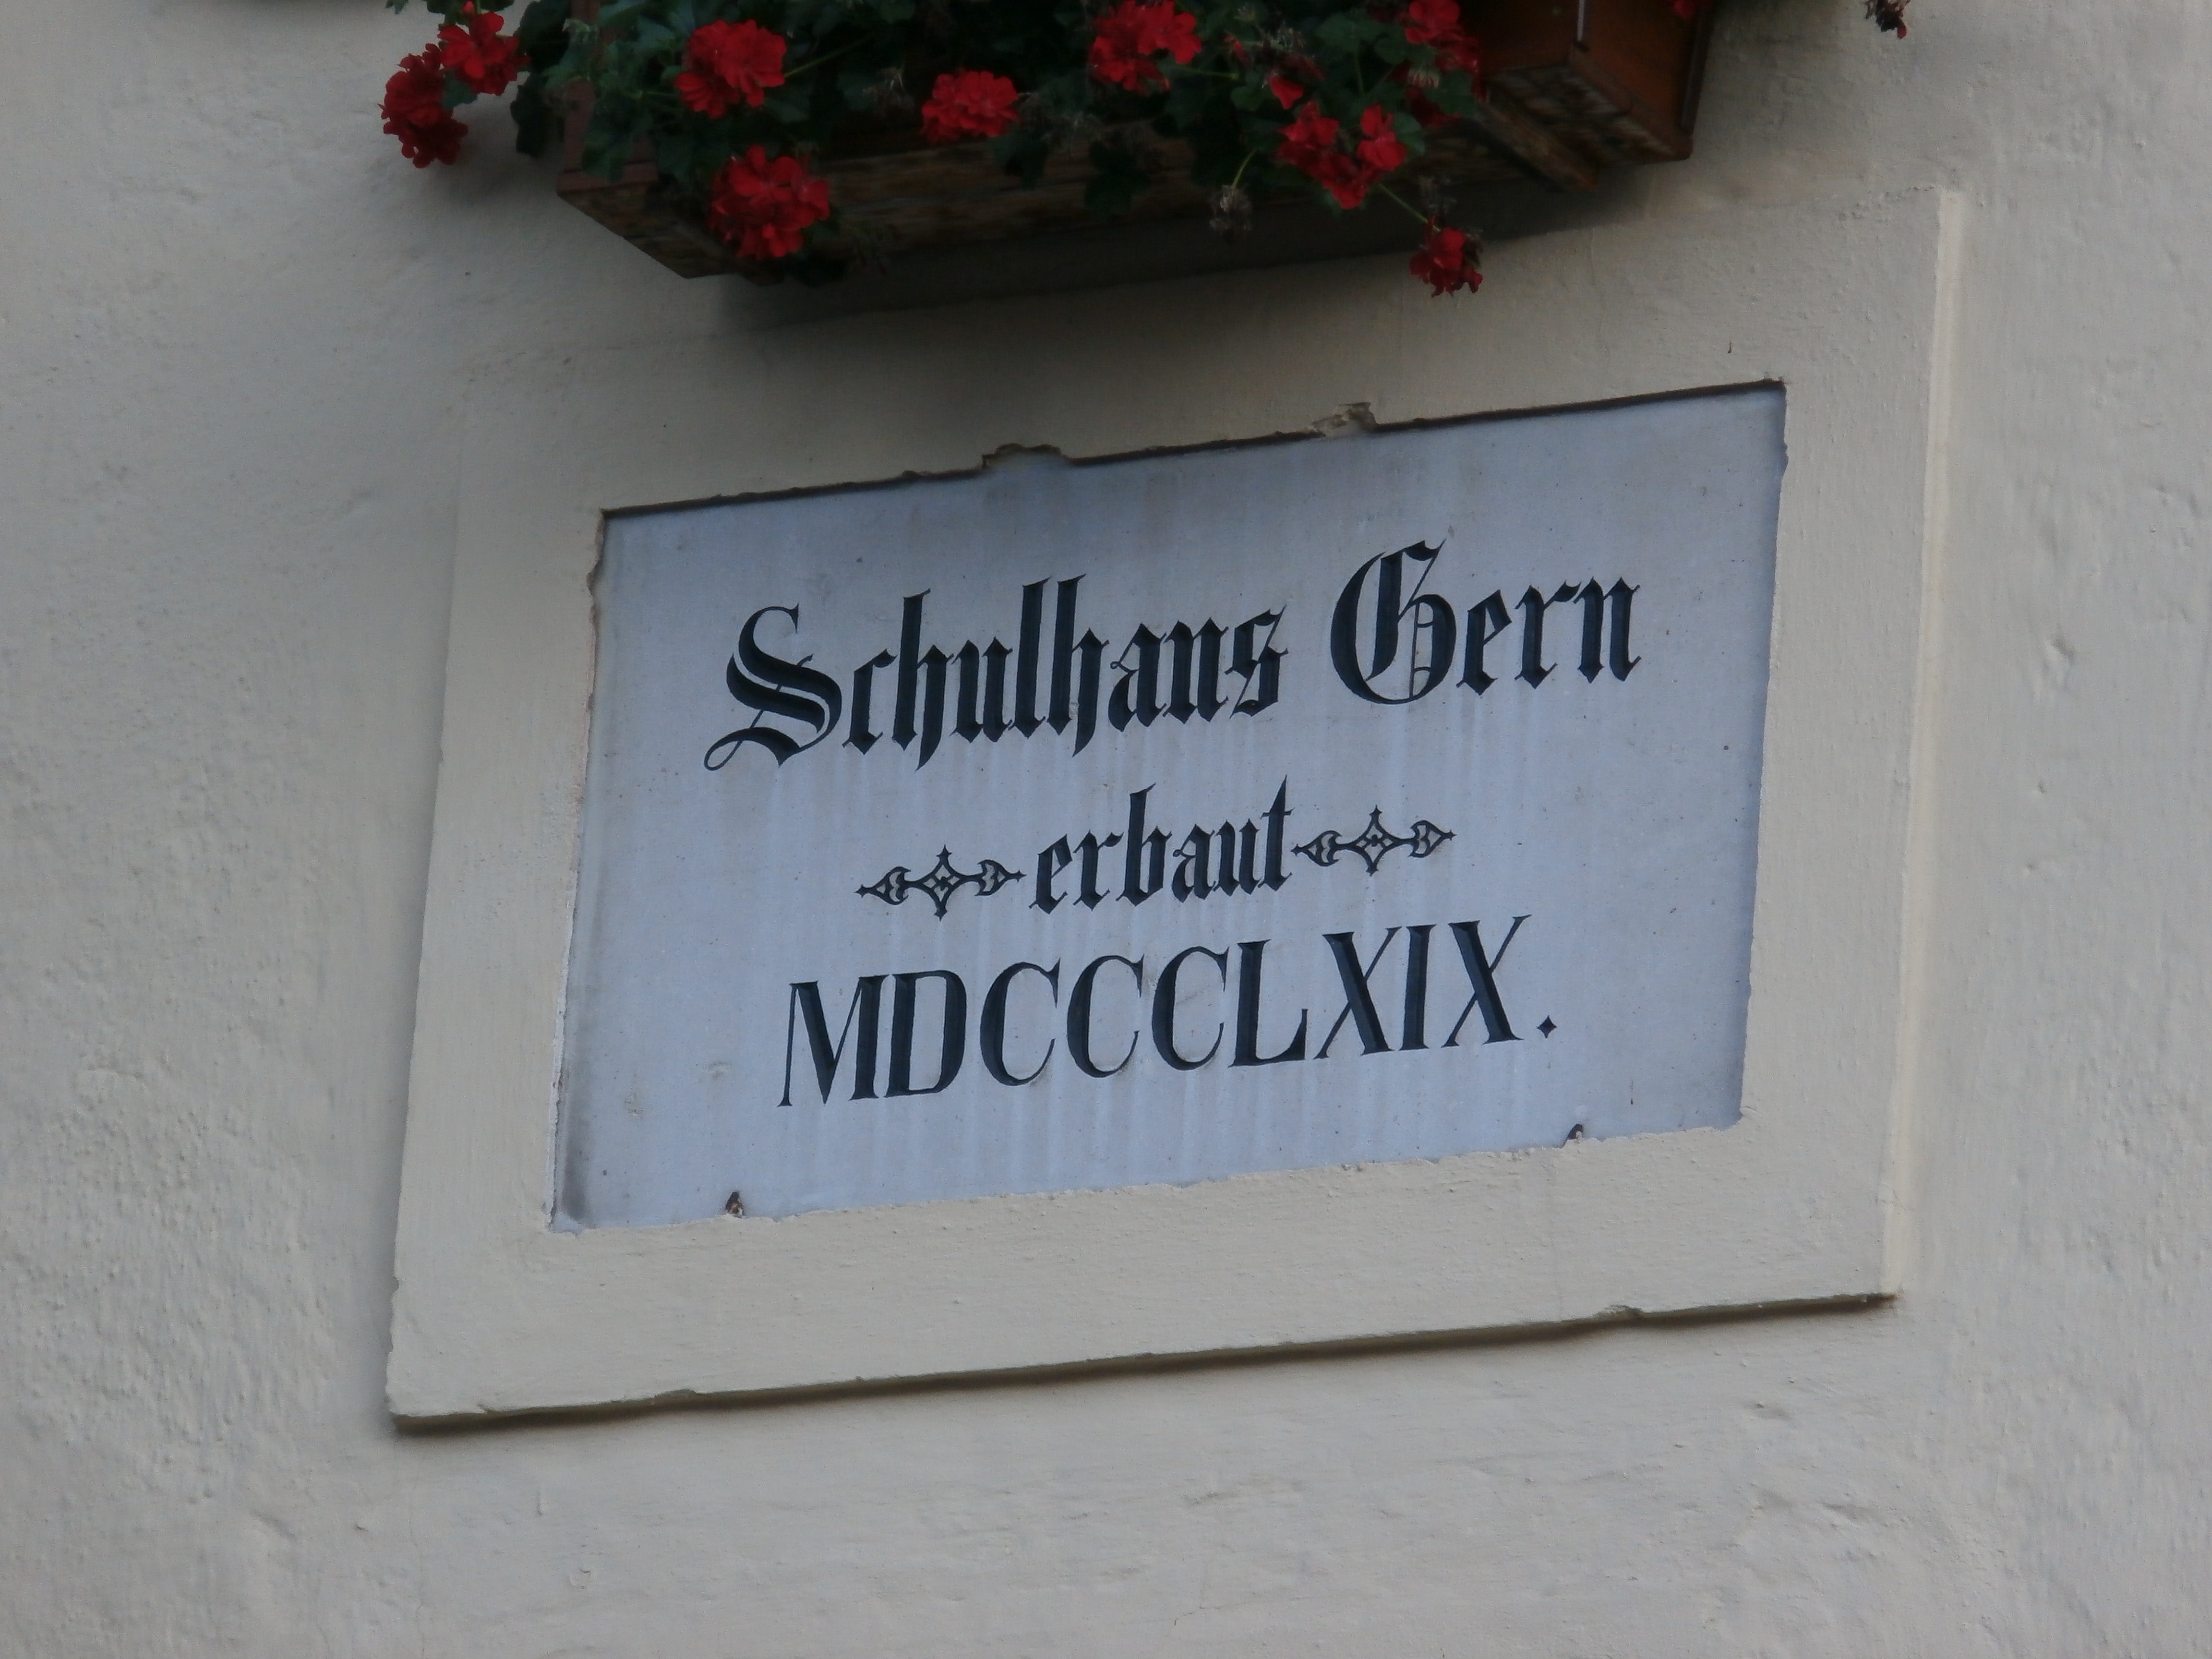 Schulhaus Gern
erbaut
MDCCCLXIX.